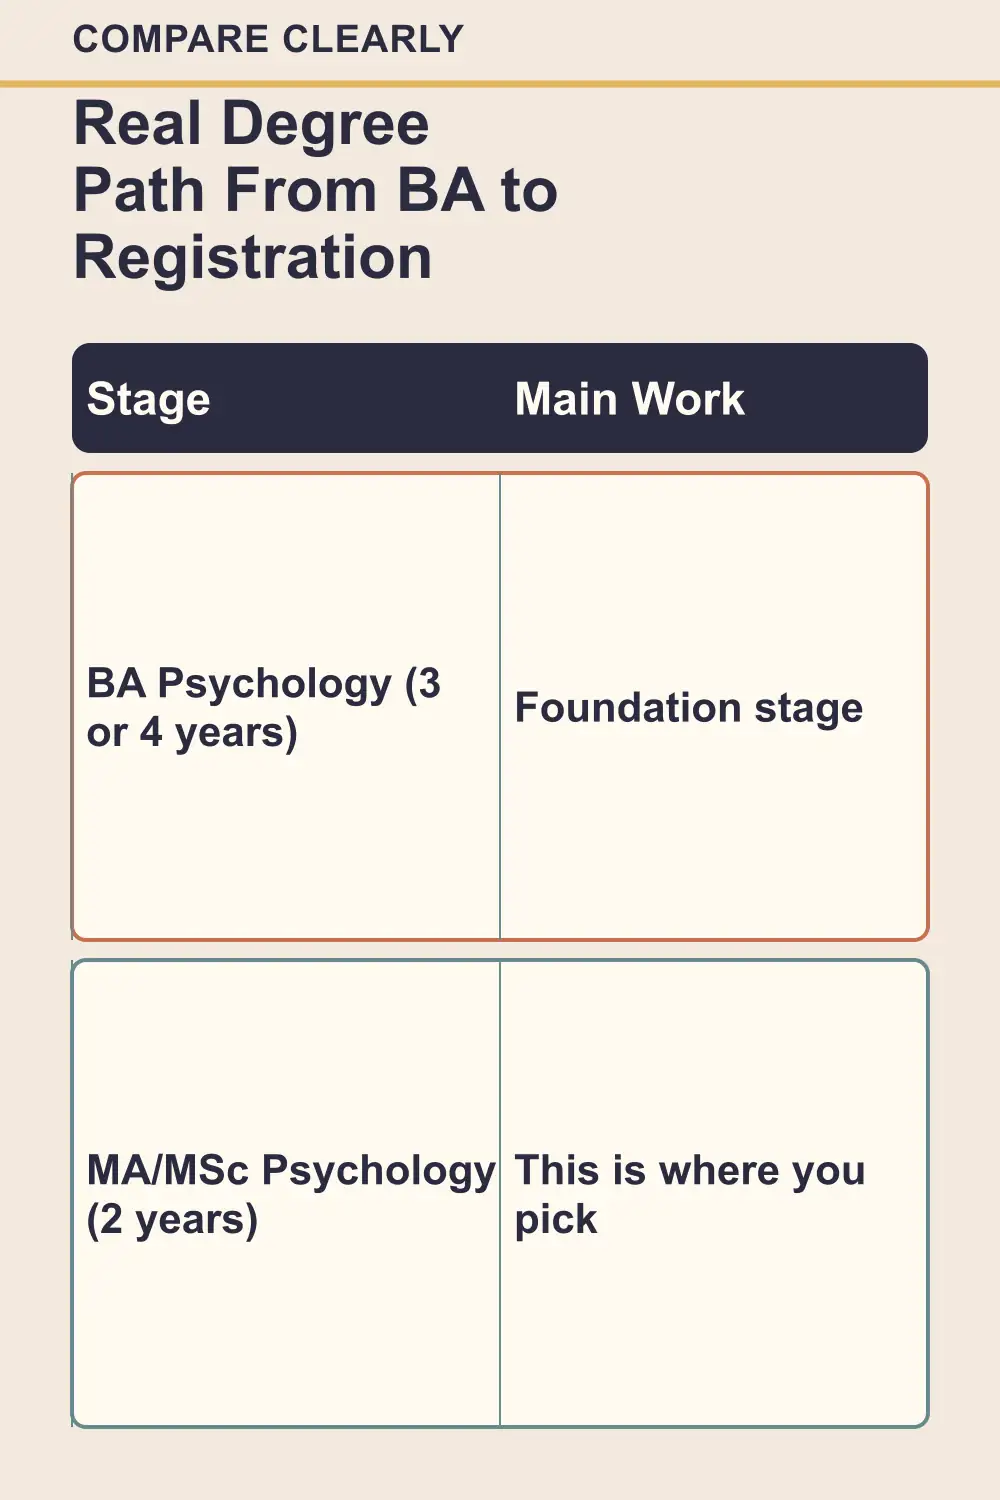 COMPARE CLEARLY
Real Degree
Path From BA to
Registration
Stage
Main Work
BA Psychology (3
or 4 years)
Foundation stage
MA/MSc Psychology
(2 years)
This is where you
pick